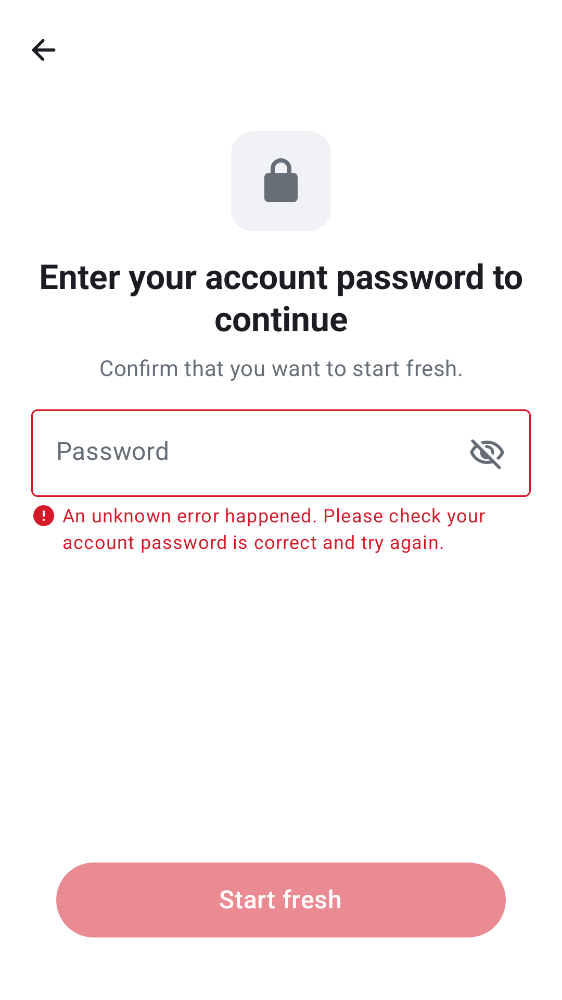 Enter your account password to
continue
Confirm that you want to start fresh.
Password
An unknown error happened. Please check your
account password is correct and try again.
Start fresh